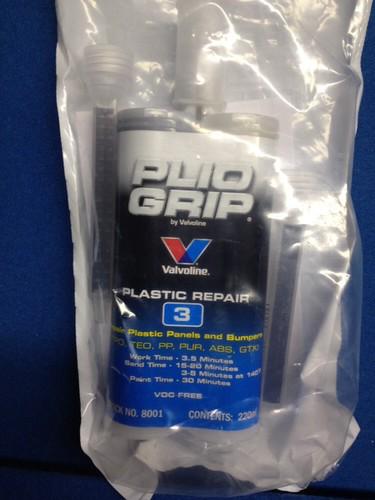 PLIO
GRIP®
by Valvoline
Valvoline.
PLASTIC REPAIR
3
Plastic Panels and Bumpers
TEO, PP, PUR, ABS, GTX)
Work Time - 3.5 Minutes
Sand Time - 15-20 Minutes
3-5 Minutes at
Paint Time - 30 Minutes
VOC FREE
NO. 8001 CONTENTS: 220ml